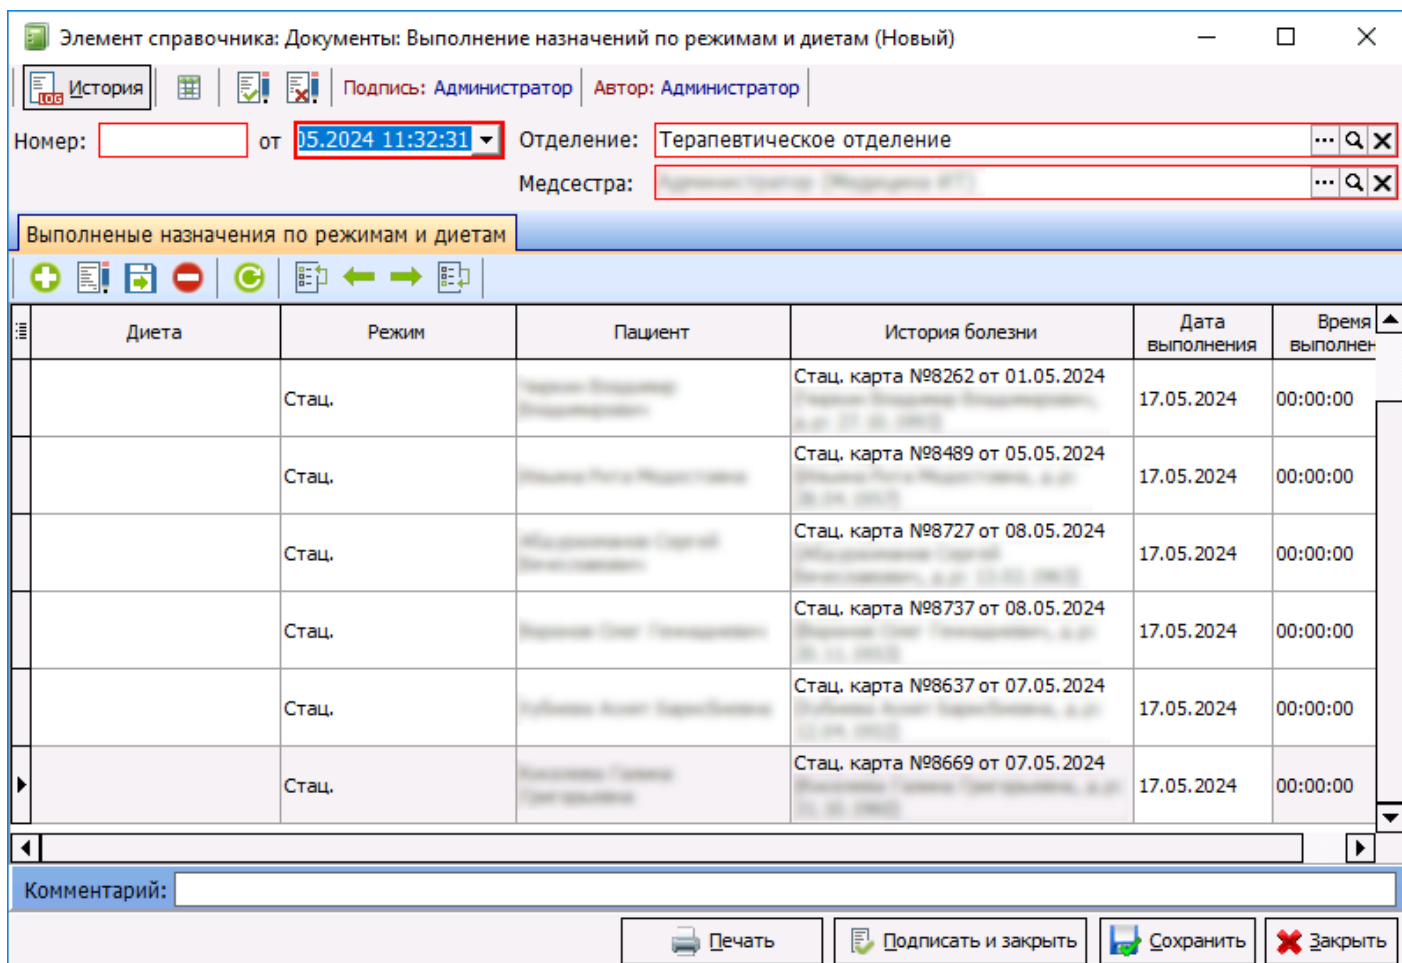 Элемент справочника: Документы: Выполнение назначений по режимам и диетам (Новый)
LOG История Подпись: Администратор Автор: Администратор
Номер: от 05.2024 11:32:31 Отделение: Терапевтическое отделение
Медсестра:
Выполненые назначения по режимам и диетам
Диета Режим Пациент История болезни Дата Время
выполнения выполнен
Стац. карта №8262 от 01.05.2024
Стац. 17.05.2024 00:00:00
Стац. карта №8489 от 05.05.2024
Стац. 17.05.2024 00:00:00
Стац. карта №8727 от 08.05.2024
Стац. 17.05.2024 00:00:00
Стац. карта №8737 от 08.05.2024
Стац. 17.05.2024 00:00:00
Стац. карта №8637 от 07.05.2024
Стац. 17.05.2024 00:00:00
Стац. карта №8669 от 07.05.2024
Стац. 17.05.2024 00:00:00
Комментарий:
Печать Подписать и закрыть Сохранить Закрыть